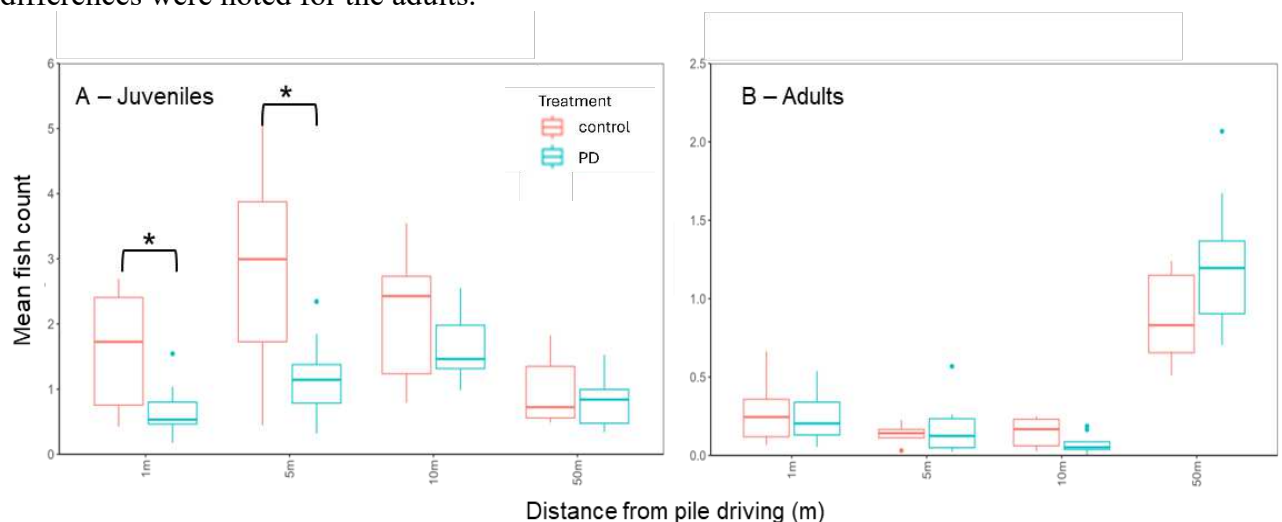 differences were noted for the adults.
6
5
4
3
2
1
0
Mean fish count
A – Juveniles
*
*
Treatment
control
PD
1m
5m
10m
50m
2.5
2.0
1.5
1.0
0.5
0.0
B – Adults
1m
5m
10m
50m
Distance from pile driving (m)